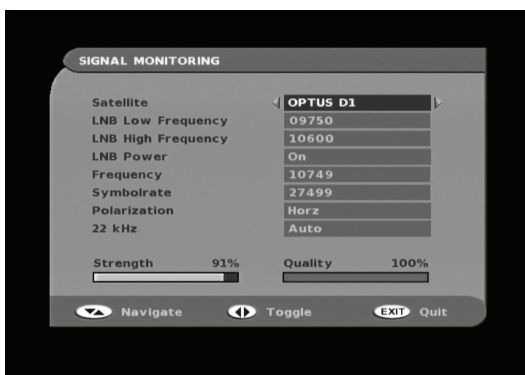 SIGNAL MONITORING
Satellite OPTUS D1
LNB Low Frequency 09750
LNB High Frequency 10600
LNB Power On
Frequency 10749
Symbolrate 27499
Polarization Horz
22 kHz Auto
Strength 91% Quality 100%
Navigate Toggle EXIT Quit